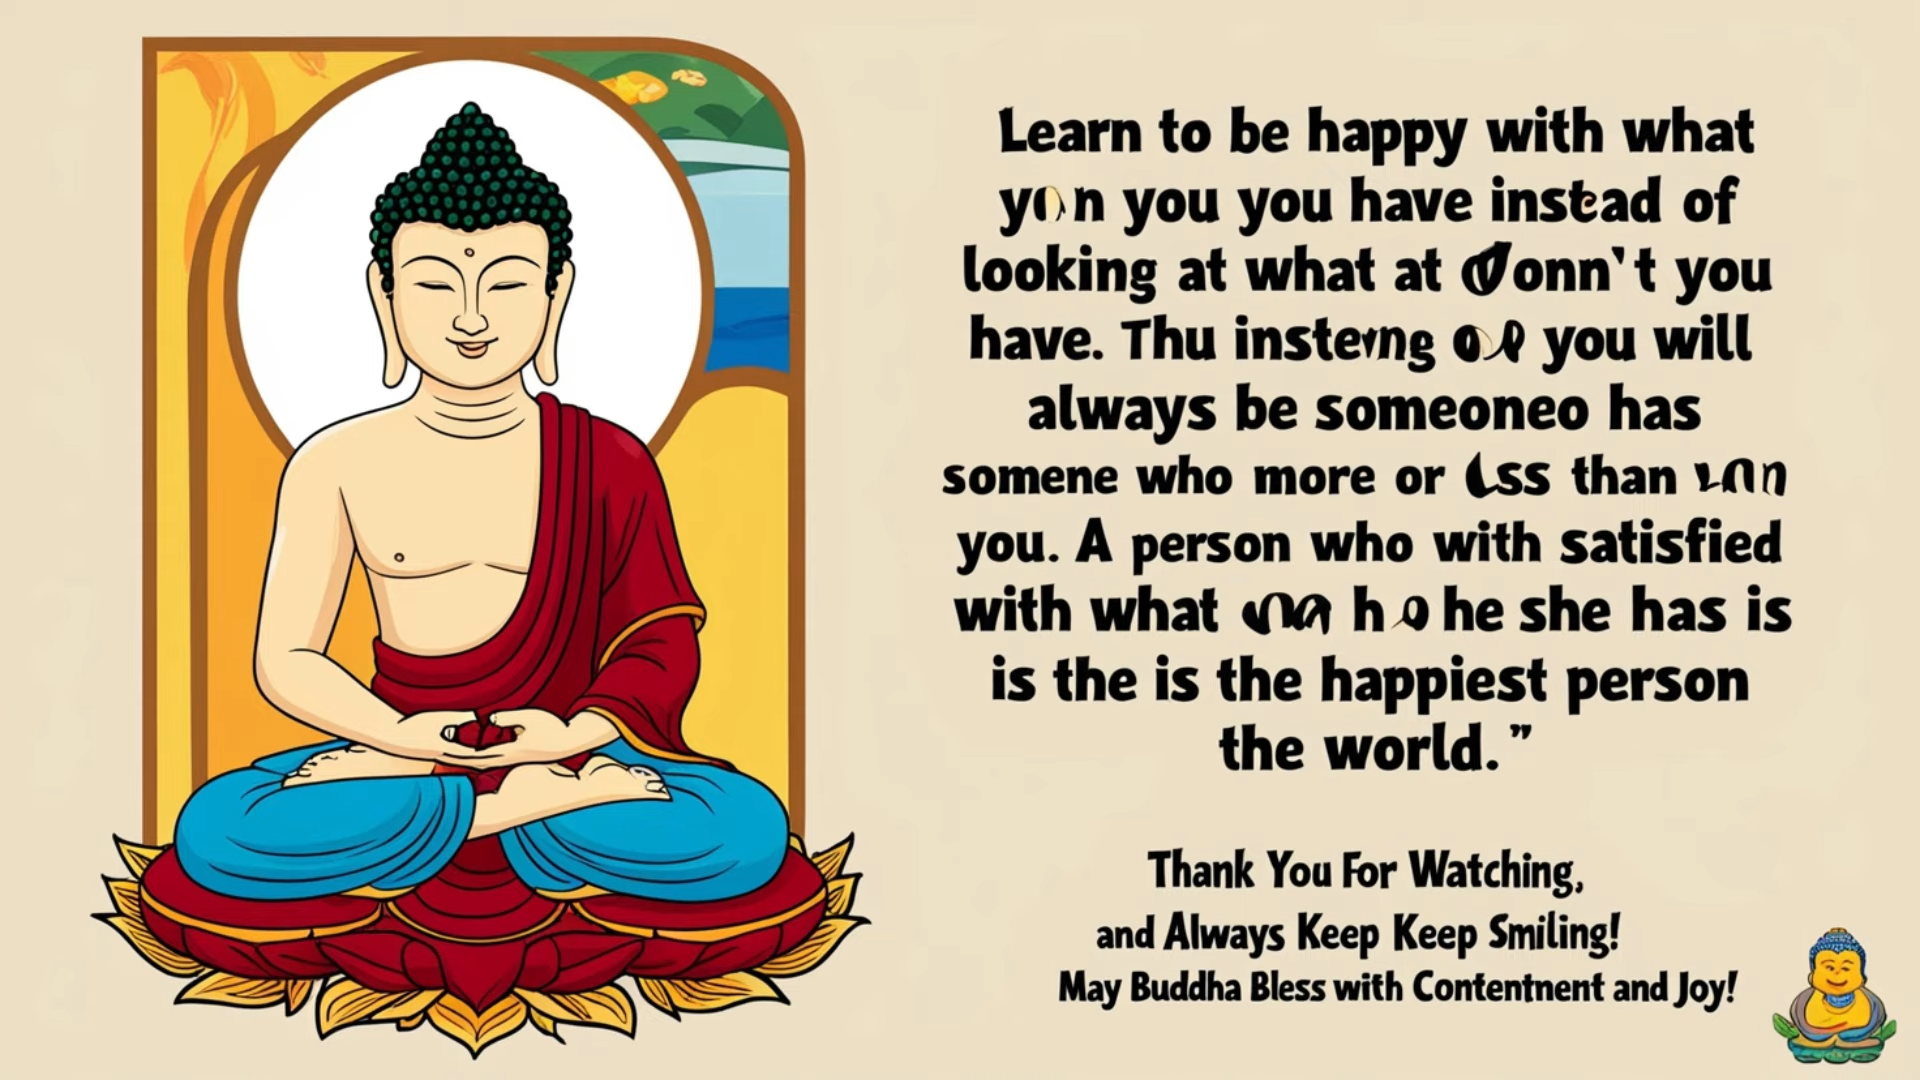 Learn to be happy with what
you you have instead of
looking at what at you
have. Thu you will
always be someoneo has
somene who more or than
you. A person who with satisfied
with what he she has is
is the is the happiest person
the world.”
Thank You For Watching,
and Always Keep Keep Smiling!
May Buddha Bless with Contentnent and Joy!